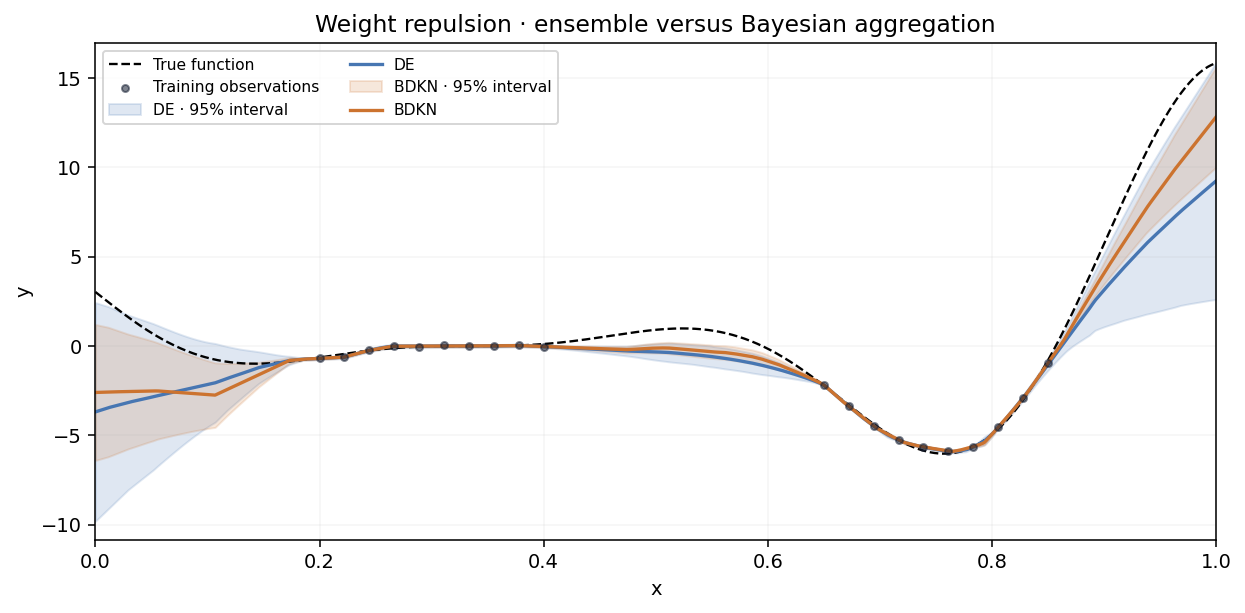 Weight repulsion · ensemble versus Bayesian aggregation
True function
Training observations
DE · 95% interval
DE
BDKN · 95% interval
BDKN
y
15
10
5
0
−5
−10
0.0 0.2 0.4 0.6 0.8 1.0
x